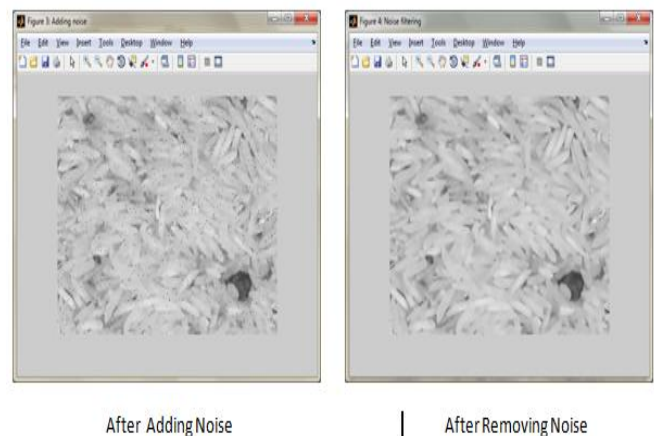 Figure 3: Adding noise
File Edit View Insert Tools Desktop Window Help
Figure 4: Noise filtering
File Edit View Insert Tools Desktop Window Help
After Adding Noise
After Removing Noise